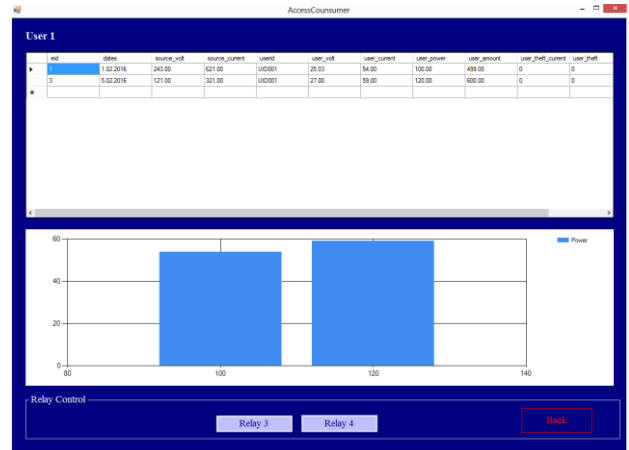 AccessCounsumer
User 1
eid dates source_volt source_current userid user_volt user_current user_power user_amount user_theft_current user_theft
1 1.02.2016 243.00 621.00 UID001 25.03 54.00 100.00 499.00 0 0
3 5.02.2016 121.00 321.00 UID001 27.00 59.00 120.00 600.00 0 0
60
Power
40
20
0
80 100 120 140
Relay Control
Relay 3 Relay 4 Back